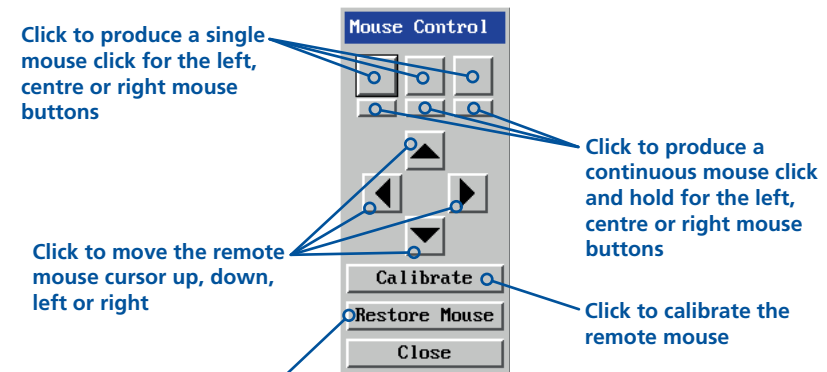 Click to produce a single
mouse click for the left,
centre or right mouse
buttons
Mouse Control
Click to produce a
continuous mouse click
and hold for the left,
centre or right mouse
buttons
Click to move the remote
mouse cursor up, down,
left or right
Calibrate
Restore Mouse
Close
Click to calibrate the
remote mouse